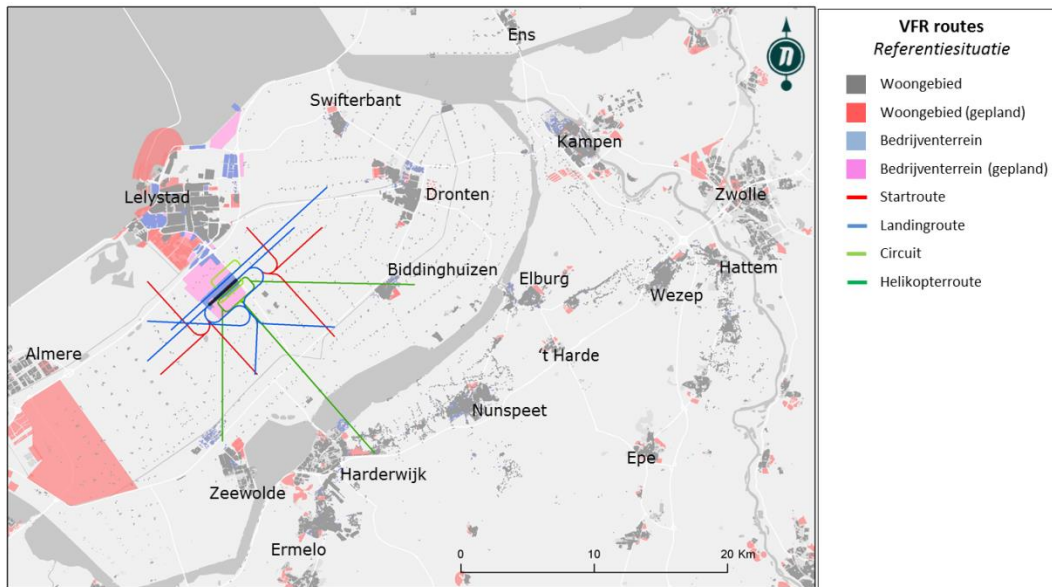 Ens
Swifterbant
Kampen
Lelystad
Dronten
Zwolle
Biddinghuizen
Elburg
Hattem
Wezep
Almere
't Harde
Nunspeet
Epe
Harderwijk
Zeewolde
Ermelo
0 10 20 Km
N
VFR routes
Referentiesituatie
Woongebied
Woongebied (gepland)
Bedrijventerrein
Bedrijventerrein (gepland)
Startroute
Landingroute
Circuit
Helikopterroute